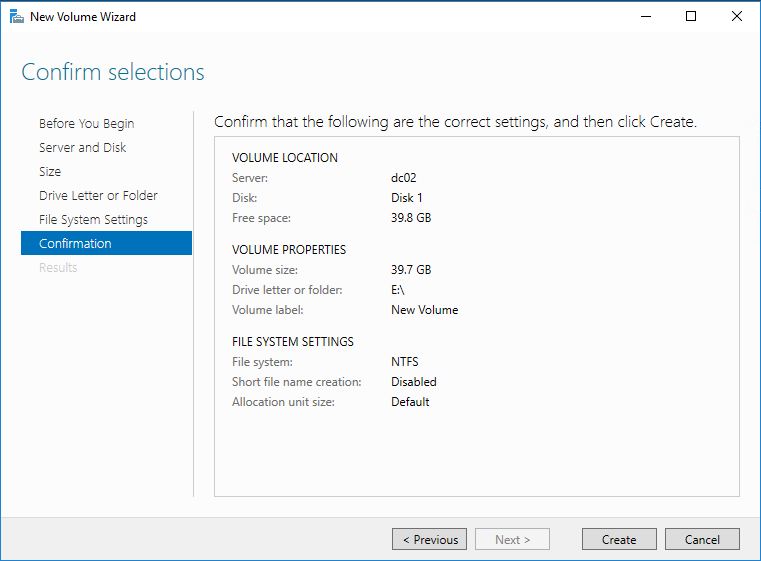 New Volume Wizard
Confirm selections
Before You Begin
Server and Disk
Size
Drive Letter or Folder
File System Settings
Confirmation
Results
Confirm that the following are the correct settings, and then click Create.
VOLUME LOCATION
Server: dc02
Disk: Disk 1
Free space: 39.8 GB
VOLUME PROPERTIES
Volume size: 39.7 GB
Drive letter or folder: E:\
Volume label: New Volume
FILE SYSTEM SETTINGS
File system: NTFS
Short file name creation: Disabled
Allocation unit size: Default
< Previous Next > Create Cancel